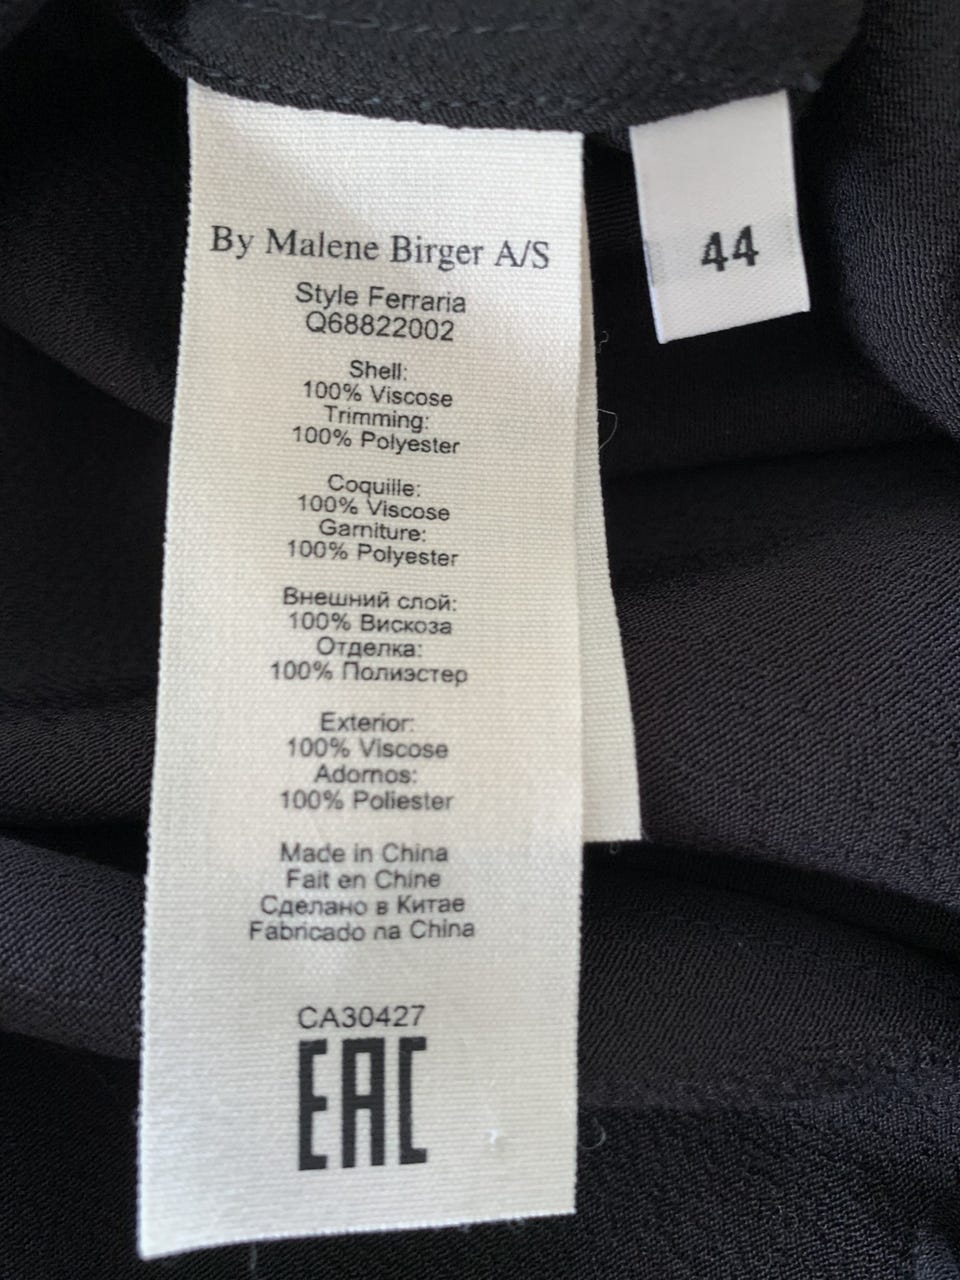 By Malene Birger A/S
Style Ferraria
Q68822002
Shell:
100% Viscose
Trimming:
100% Polyester
Coquille:
100% Viscose
Garniture:
100% Polyester
Внешний слой:
100% Вискоза
Отделка:
100% Полиэстер
Exterior:
100% Viscose
Adornos:
100% Poliester
Made in China
Fait en Chine
Сделано в Китае
Fabricado na China
CA30427
EAC
44